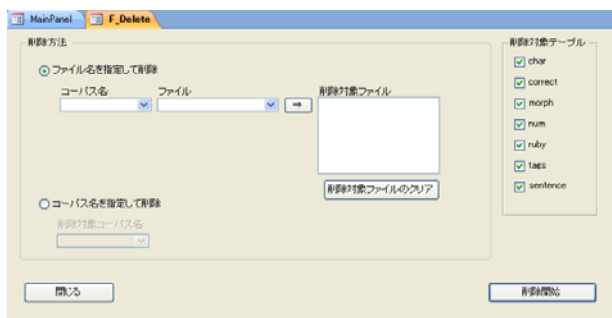 MainPanel F_Delete
削除方法
ファイル名を指定して削除
コーパス名 ファイル
⇒
削除対象ファイル
削除対象ファイルのクリア
コーパス名を指定して削除
削除対象コーパス名
削除対象テーブル
char
correct
morph
num
ruby
tags
sentence
閉じる
削除開始